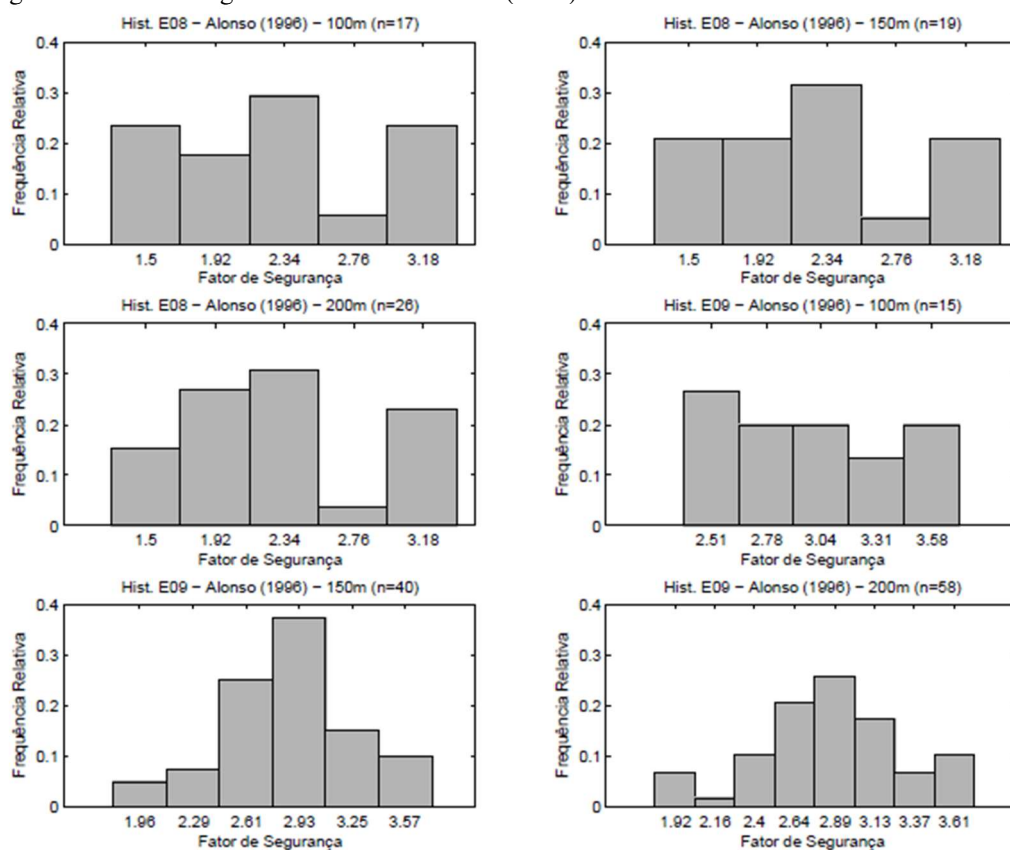 Hist. E08 – Alonso (1996) – 100m (n=17)
Frequência Relativa
0.4
0.3
0.2
0.1
0
1.5 1.92 2.34 2.76 3.18
Fator de Segurança
Hist. E08 – Alonso (1996) – 150m (n=19)
Frequência Relativa
0.4
0.3
0.2
0.1
0
1.5 1.92 2.34 2.76 3.18
Fator de Segurança
Hist. E08 – Alonso (1996) – 200m (n=26)
Frequência Relativa
0.4
0.3
0.2
0.1
0
1.5 1.92 2.34 2.76 3.18
Fator de Segurança
Hist. E09 – Alonso (1996) – 100m (n=15)
Frequência Relativa
0.4
0.3
0.2
0.1
0
2.51 2.78 3.04 3.31 3.58
Fator de Segurança
Hist. E09 – Alonso (1996) – 150m (n=40)
Frequência Relativa
0.4
0.3
0.2
0.1
0
1.96 2.29 2.61 2.93 3.25 3.57
Fator de Segurança
Hist. E09 – Alonso (1996) – 200m (n=58)
Frequência Relativa
0.4
0.3
0.2
0.1
0
1.92 2.16 2.4 2.64 2.89 3.13 3.37 3.61
Fator de Segurança